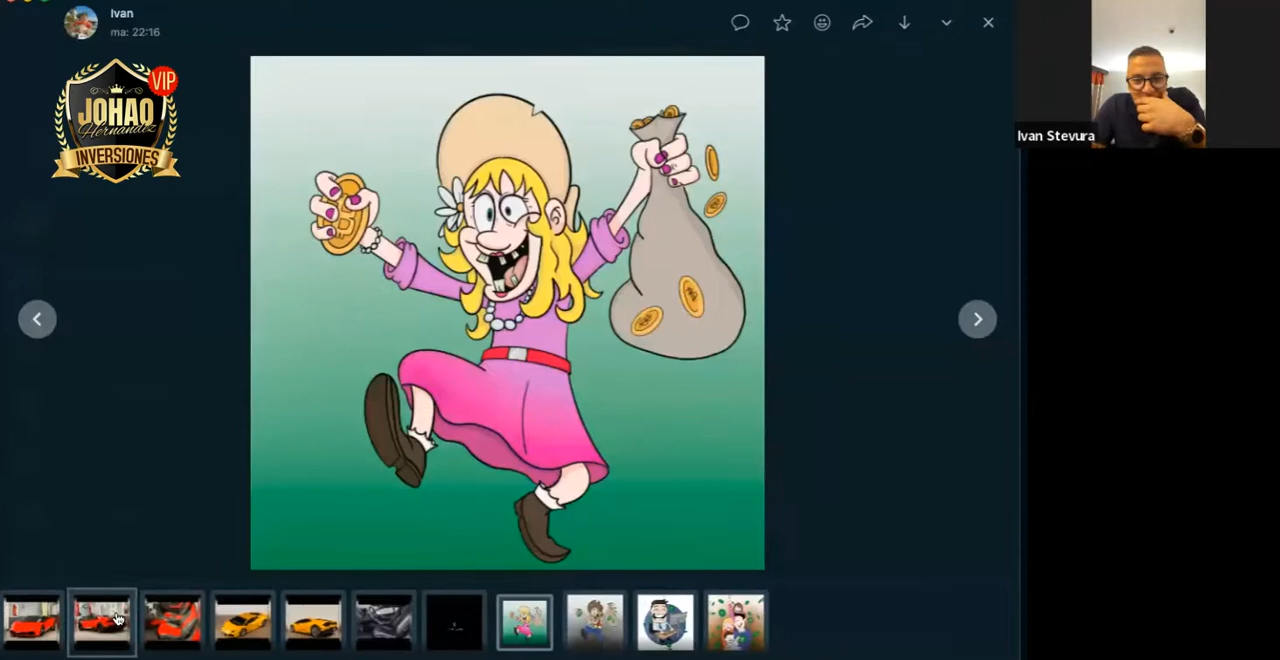 Ivan
ma: 22:16
VIP
JOHAO
Hernandez
INVERSIONES
Ivan Stevura